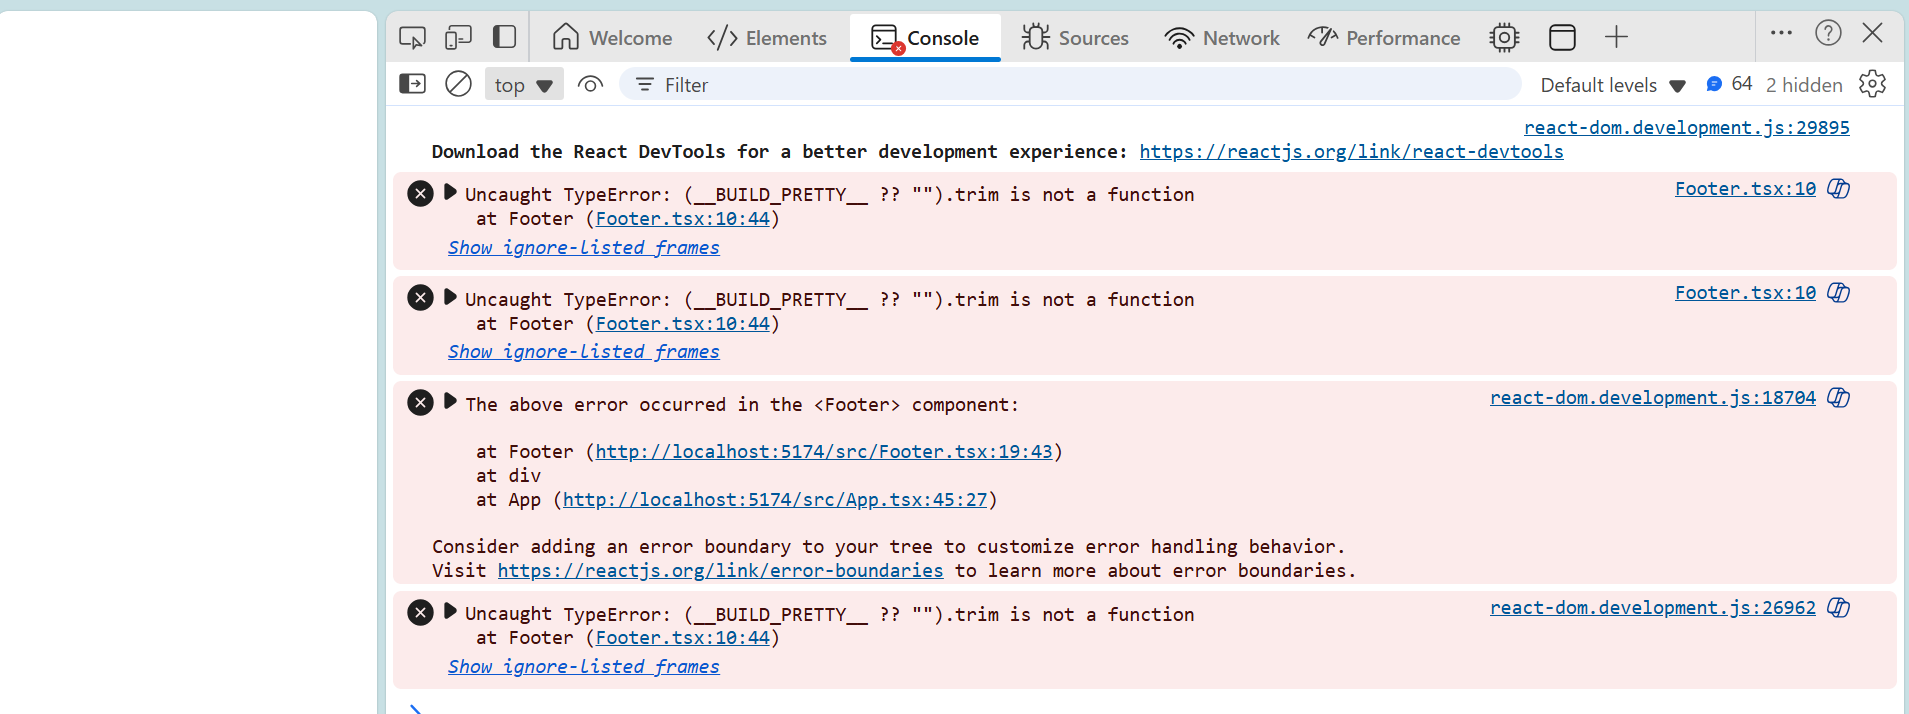 Welcome Elements Console Sources Network Performance
top Filter Default levels 64 2 hidden
react-dom.development.js:29895
Download the React DevTools for a better development experience: https://reactjs.org/link/react-devtools
Uncaught TypeError: (__BUILD_PRETTY__ ?? "").trim is not a function Footer.tsx:10
at Footer (Footer.tsx:10:44)
Show ignore-listed frames
Uncaught TypeError: (__BUILD_PRETTY__ ?? "").trim is not a function Footer.tsx:10
at Footer (Footer.tsx:10:44)
Show ignore-listed frames
The above error occurred in the <Footer> component: react-dom.development.js:18704
at Footer (http://localhost:5174/src/Footer.tsx:19:43)
at div
at App (http://localhost:5174/src/App.tsx:45:27)
Consider adding an error boundary to your tree to customize error handling behavior.
Visit https://reactjs.org/link/error-boundaries to learn more about error boundaries.
Uncaught TypeError: (__BUILD_PRETTY__ ?? "").trim is not a function react-dom.development.js:26962
at Footer (Footer.tsx:10:44)
Show ignore-listed frames